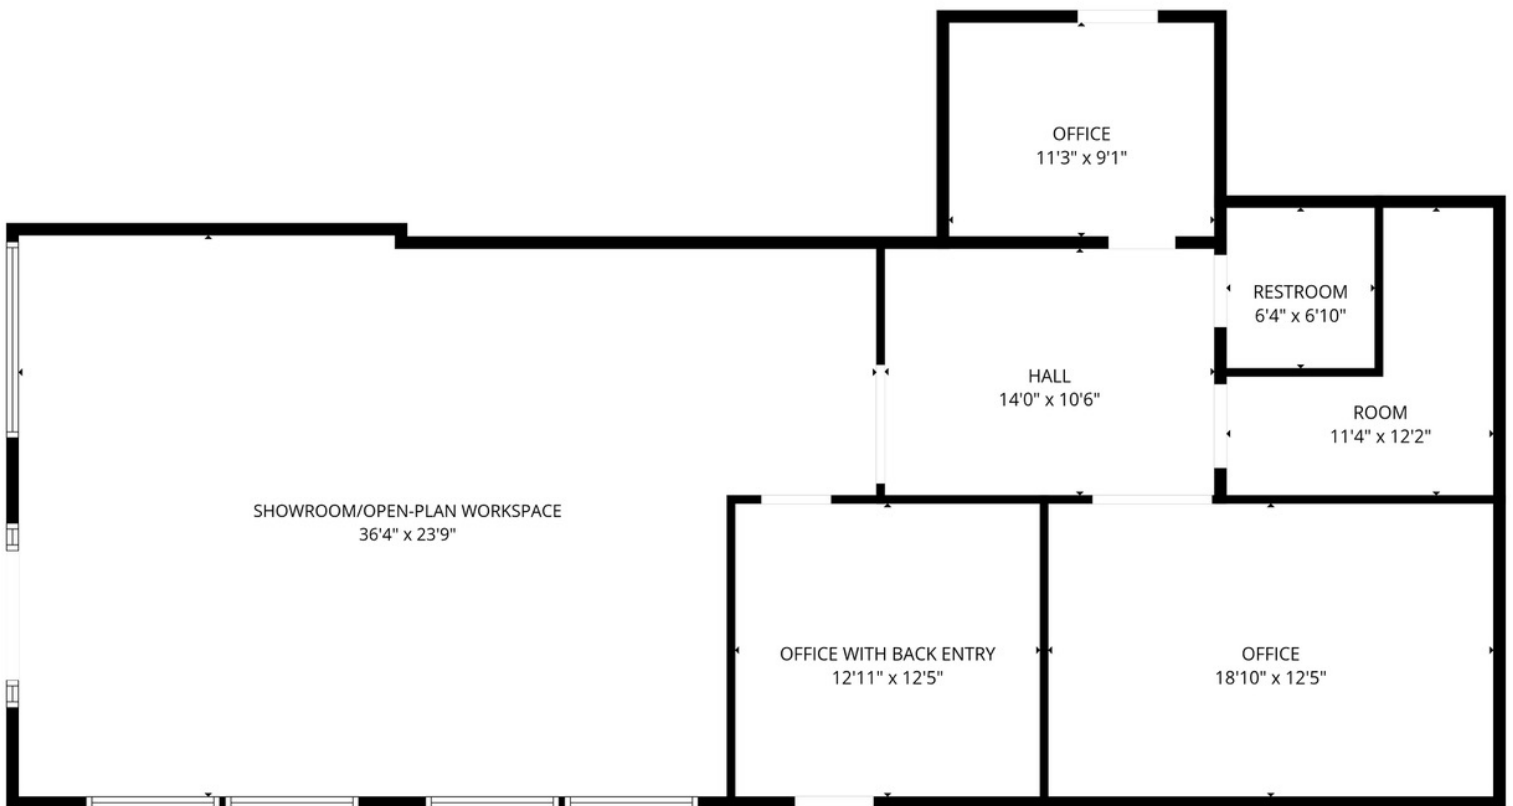 OFFICE
11'3" x 9'1"
RESTROOM
6'4" x 6'10"
HALL
14'0" x 10'6"
ROOM
11'4" x 12'2"
SHOWROOM/OPEN-PLAN WORKSPACE
36'4" x 23'9"
OFFICE WITH BACK ENTRY
12'11" x 12'5"
OFFICE
18'10" x 12'5"